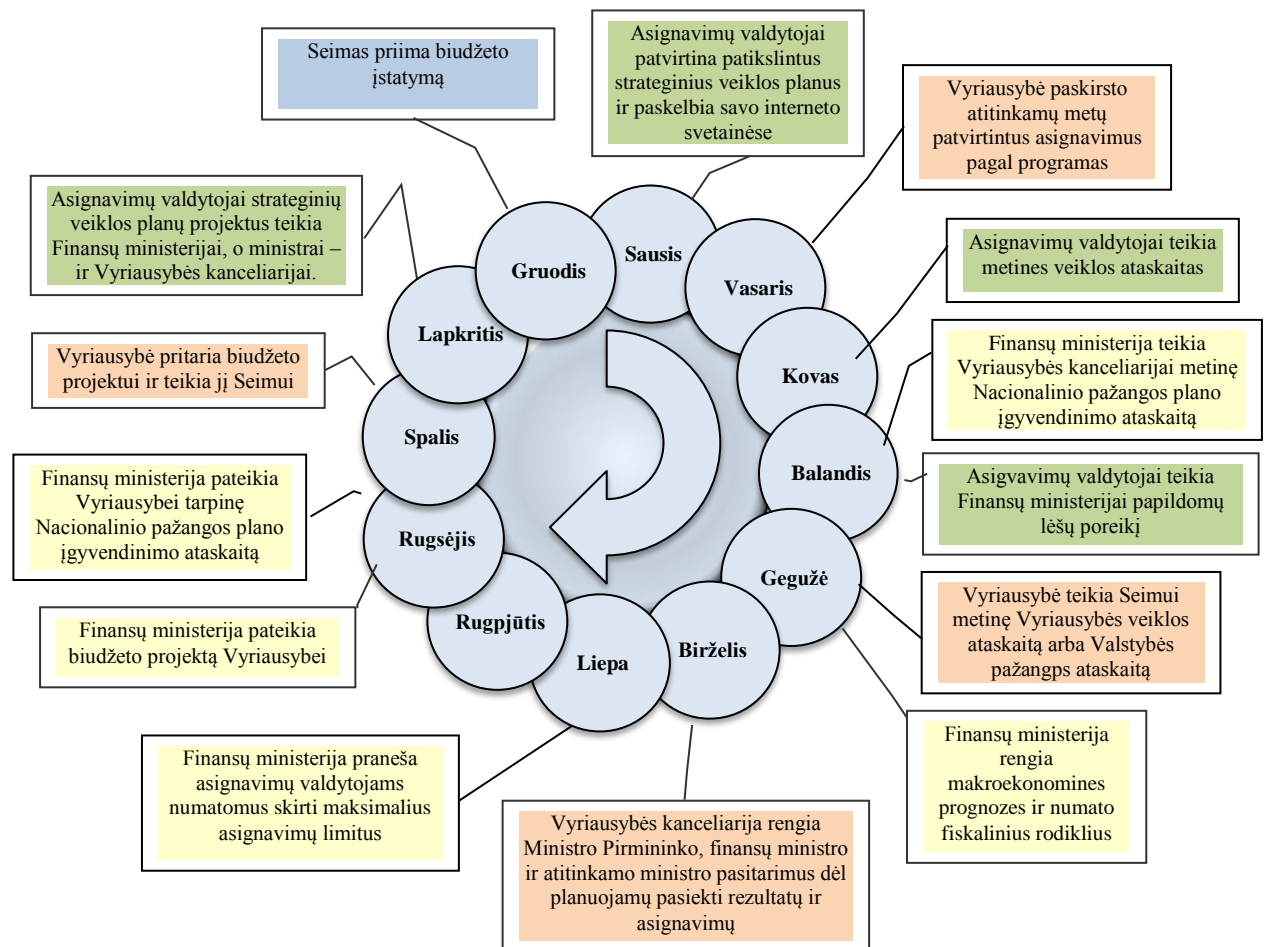 Seimas priima biudžeto
įstatymą
Asignavimų valdytojai
patvirtina patikslintus
strateginius veiklos planus
ir paskelbia savo interneto
svetainėse
Vyriausybė paskirsto
atitinkamų metų
patvirtintus asignavimus
pagal programas
Asignavimų valdytojai strateginių
veiklos planų projektus teikia
Finansų ministerijai, o ministrai –
ir Vyriausybės kanceliarijai.
Asignavimų valdytojai teikia
metines veiklos ataskaitas
Vyriausybė pritaria biudžeto
projektui ir teikia jį Seimui
Finansų ministerija teikia
Vyriausybės kanceliarijai metinę
Nacionalinio pažangos plano
įgyvendinimo ataskaitą
Finansų ministerija pateikia
Vyriausybei tarpinę
Nacionalinio pažangos plano
įgyvendinimo ataskaitą
Asigvavimų valdytojai teikia
Finansų ministerijai papildomų
lėšų poreikį
Finansų ministerija pateikia
biudžeto projektą Vyriausybei
Vyriausybė teikia Seimui
metinę Vyriausybės veiklos
ataskaitą arba Valstybės
pažangps ataskaitą
Finansų ministerija praneša
asignavimų valdytojams
numatomus skirti maksimalius
asignavimų limitus
Vyriausybės kanceliarija rengia
Ministro Pirmininko, finansų ministro
ir atitinkamo ministro pasitarimus dėl
planuojamų pasiekti rezultatų ir
asignavimų
Finansų ministerija
rengia
makroekonomines
prognozes ir numato
fiskalinius rodiklius
Sausis
Vasaris
Kovas
Balandis
Gegužė
Birželis
Liepa
Rugpjūtis
Rugsėjis
Spalis
Lapkritis
Gruodis